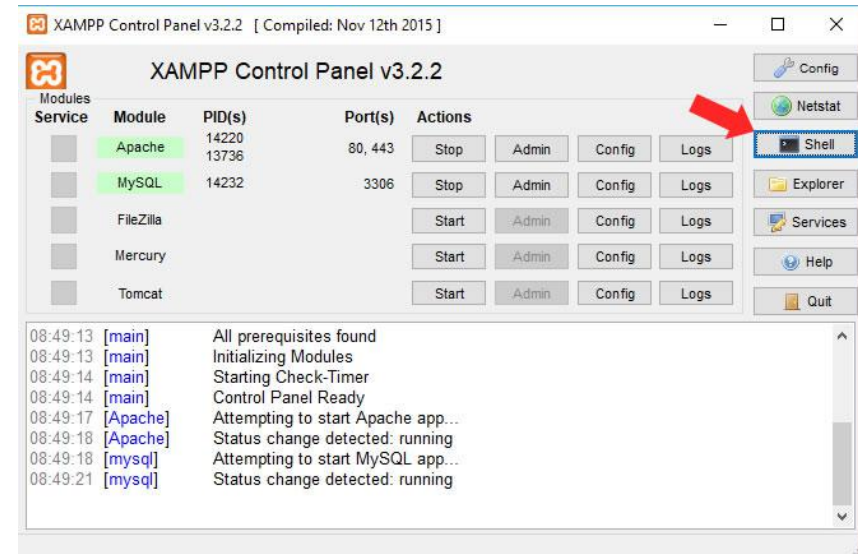 XAMPP Control Panel v3.2.2 [ Compiled: Nov 12th 2015 ]
XAMPP Control Panel v3.2.2
Config
Modules
Netstat
Service Module PID(s) Port(s) Actions
Apache 14220 13736 80, 443 Stop Admin Config Logs
Shell
MySQL 14232 3306 Stop Admin Config Logs
Explorer
FileZilla Start Admin Config Logs
Services
Mercury Start Admin Config Logs
Help
Tomcat Start Admin Config Logs
Quit
08:49:13 [main] All prerequisites found
08:49:13 [main] Initializing Modules
08:49:14 [main] Starting Check-Timer
08:49:14 [main] Control Panel Ready
08:49:17 [Apache] Attempting to start Apache app...
08:49:18 [Apache] Status change detected: running
08:49:18 [mysql] Attempting to start MySQL app...
08:49:21 [mysql] Status change detected: running